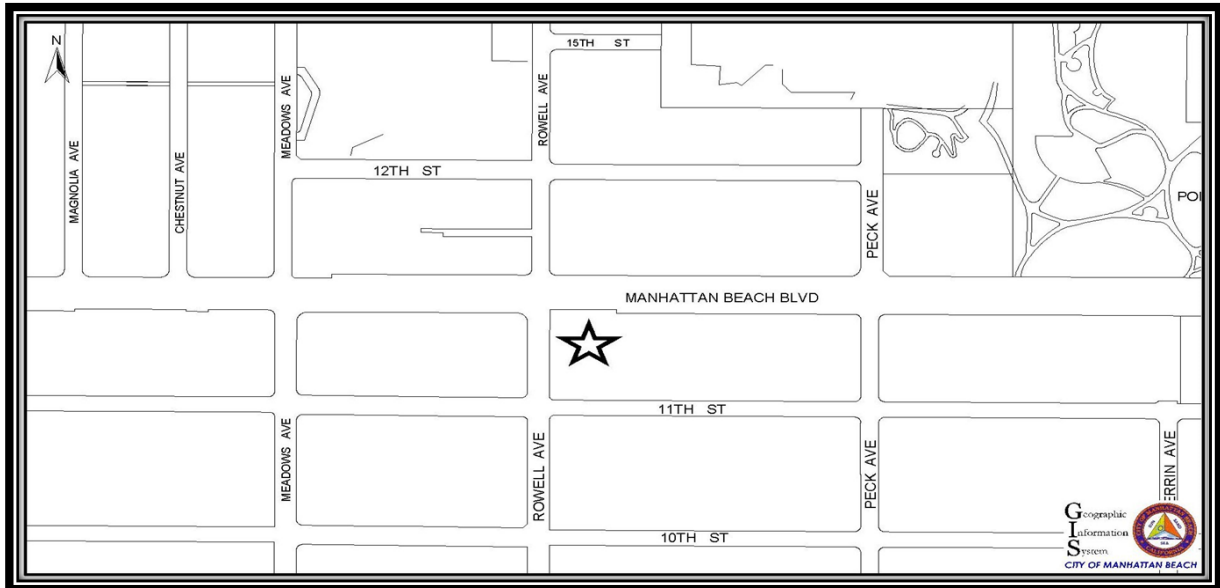 N
15TH ST
MAGNOLIA AVE
CHESTNUT AVE
MEADOWS AVE
ROWELL AVE
12TH ST
PECK AVE
POI
MANHATTAN BEACH BLVD
11TH ST
MEADOWS AVE
ROWELL AVE
PECK AVE
ERRIN AVE
10TH ST
Geographic
Information
System
CITY OF MANHATTAN BEACH